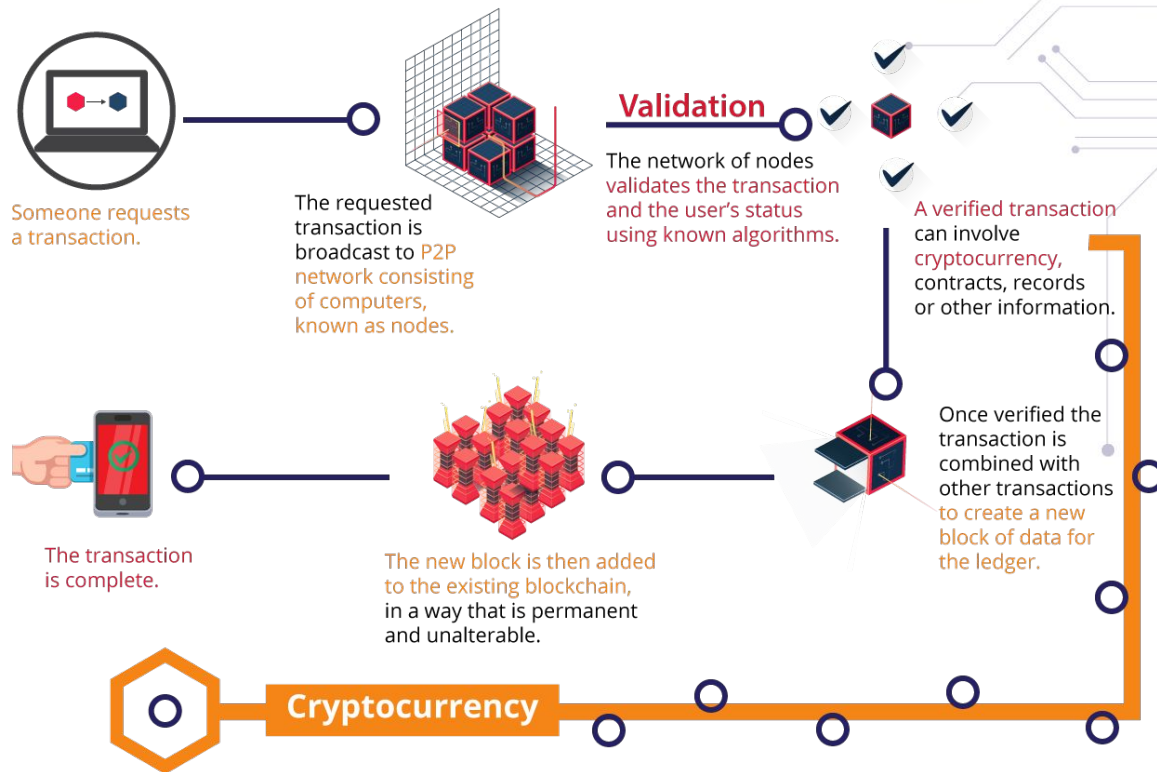 Someone requests
a transaction.
The requested
transaction is
broadcast to P2P
network consisting
of computers,
known as nodes.
Validation
The network of nodes
validates the transaction
and the user’s status
using known algorithms.
A verified transaction
can involve
cryptocurrency,
contracts, records
or other information.
Once verified the
transaction is
combined with
other transactions
to create a new
block of data for
the ledger.
The new block is then added
to the existing blockchain,
in a way that is permanent
and unalterable.
The transaction
is complete.
Cryptocurrency